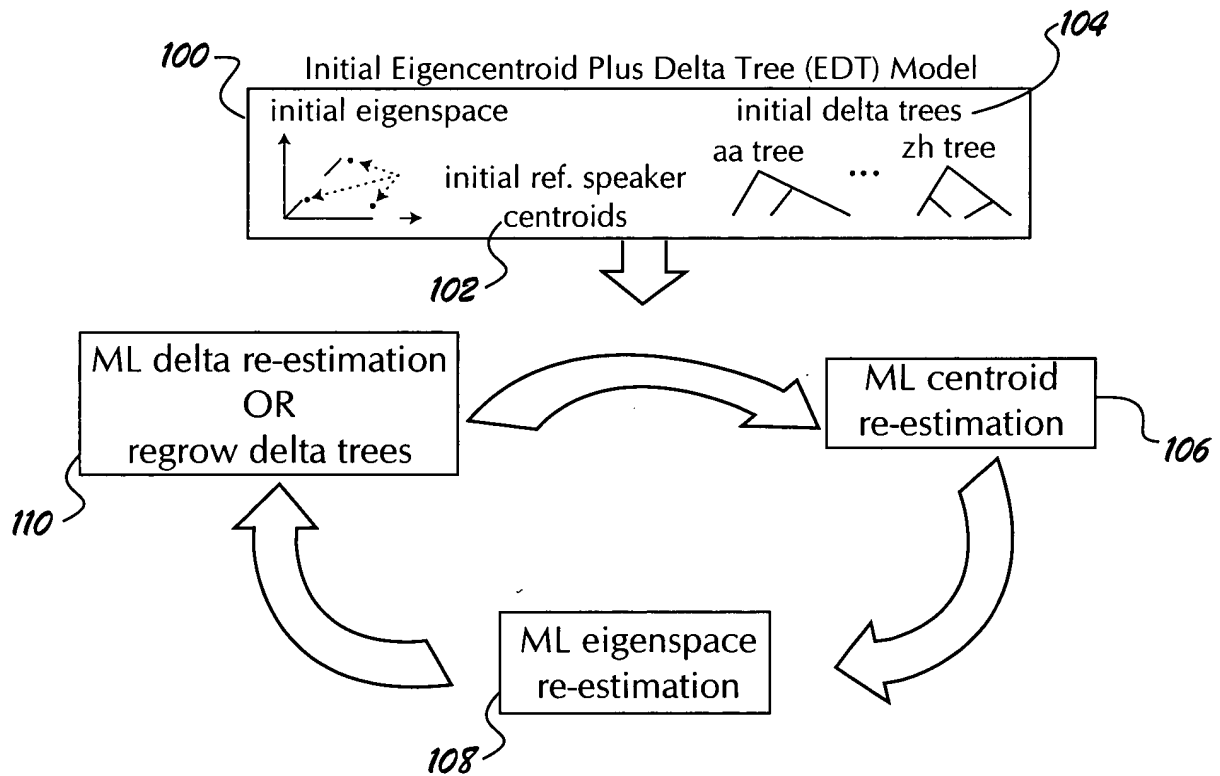 100
104
Initial Eigencentroid Plus Delta Tree (EDT) Model
initial eigenspace
initial delta trees
aa tree
...
zh tree
initial ref. speaker
centroids
102
ML delta re-estimation
OR
regrow delta trees
110
ML centroid
re-estimation
106
ML eigenspace
re-estimation
108